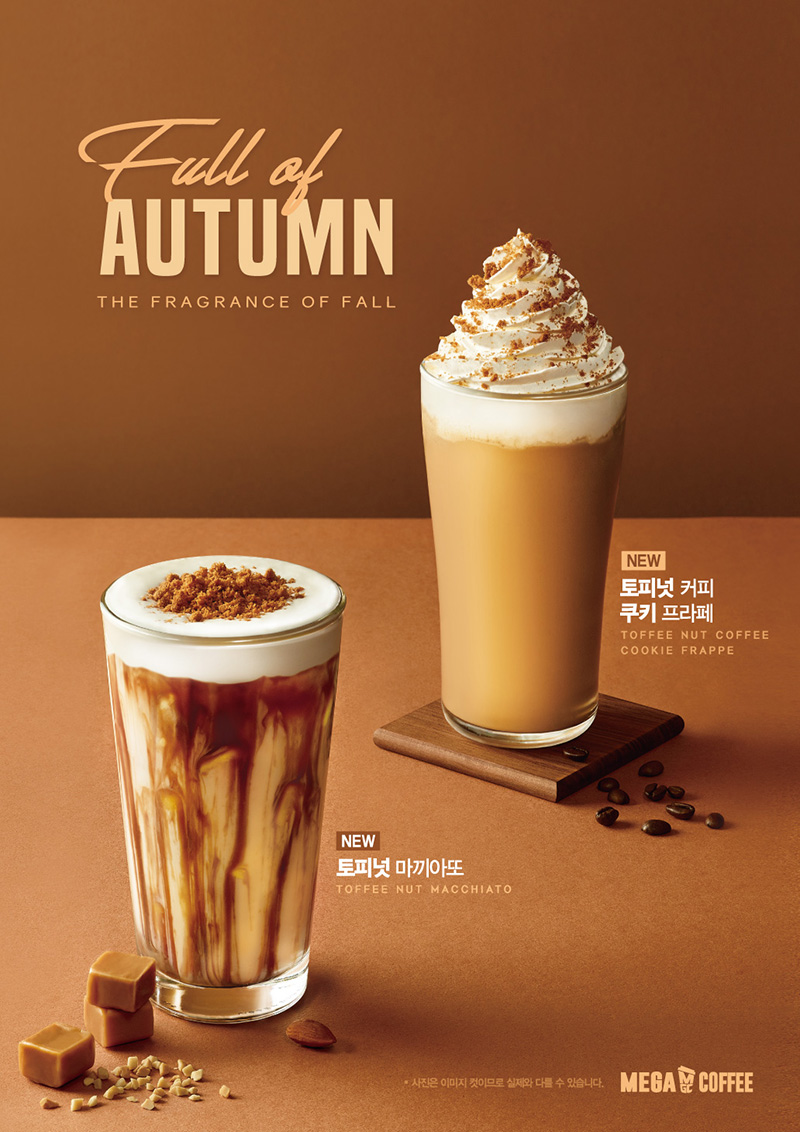 Full of
AUTUMN
THE FRAGRANCE OF FALL
NEW
토피넛 커피
쿠키 프라페
TOFFEE NUT COFFEE
COOKIE FRAPPE
NEW
토피넛 마끼아또
TOFFEE NUT MACCHIATO
* 사진은 이미지 컷이므로 실제와 다를 수 있습니다.
MEGA MGC COFFEE